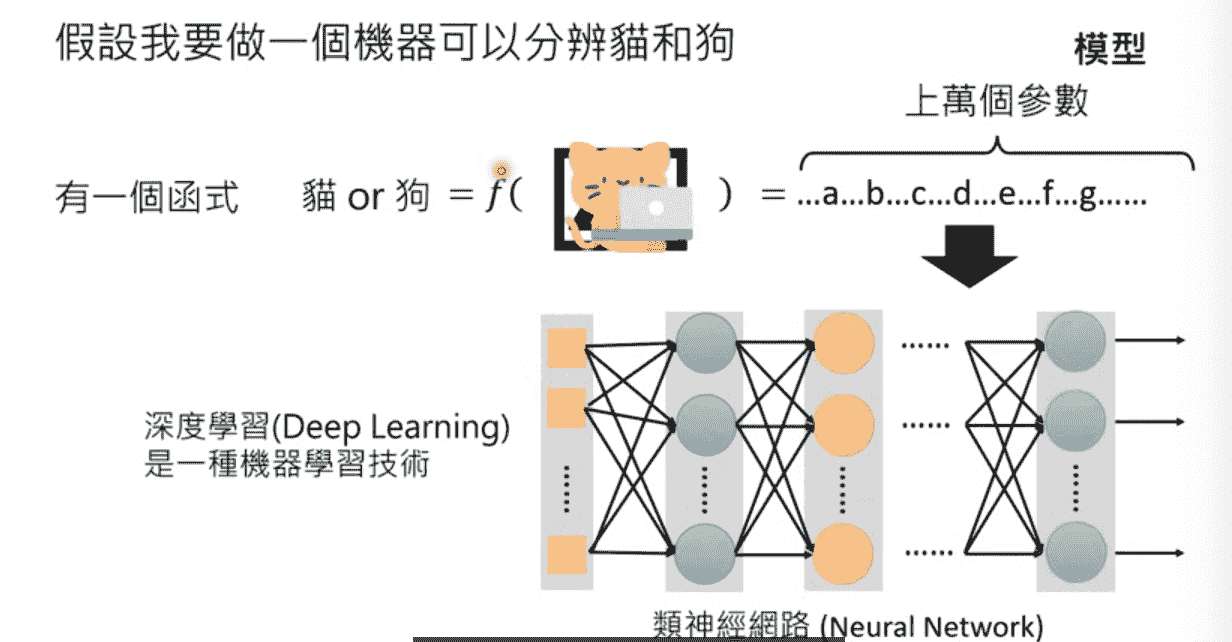 假設我要做一個機器可以分辨貓和狗
模型
上萬個參數
有一個函式 貓 or 狗 = f( ) = ...a...b...c...d...e...f...g......
深度學習(Deep Learning)
是一種機器學習技術
類神經網路 (Neural Network)